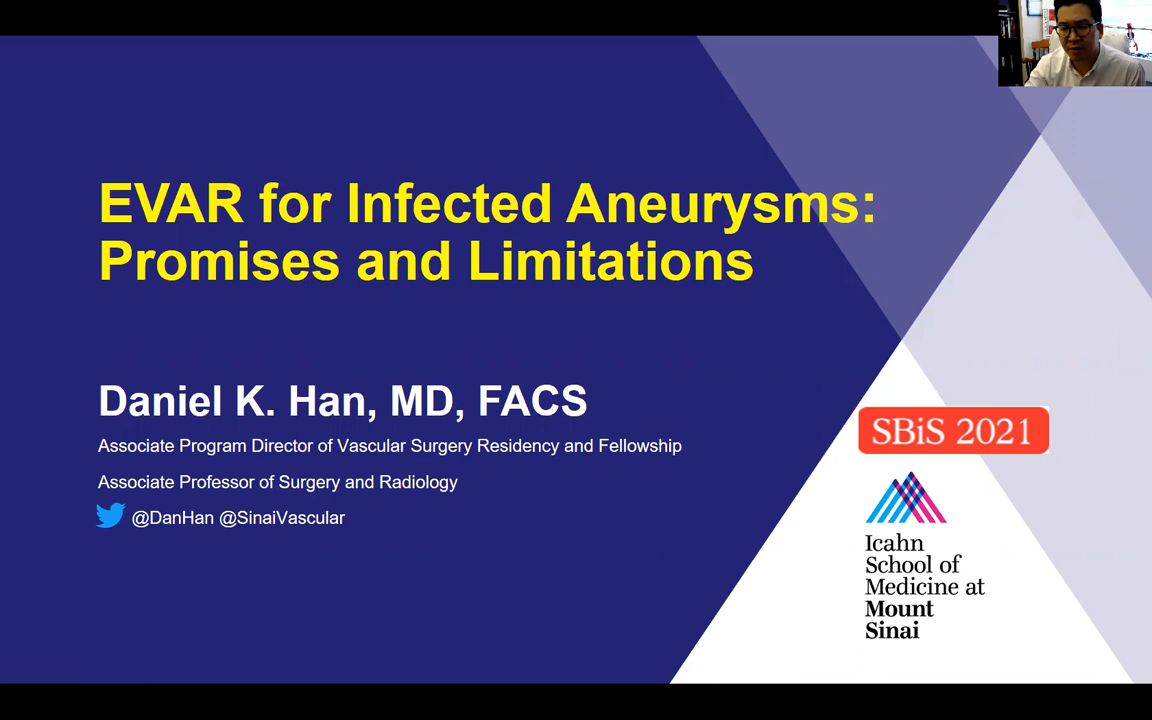 EVAR for Infected Aneurysms:
Promises and Limitations
Daniel K. Han, MD, FACS
Associate Program Director of Vascular Surgery Residency and Fellowship
Associate Professor of Surgery and Radiology
@DanHan @SinaiVascular
SBiS 2021
Icahn
School of
Medicine at
Mount
Sinai